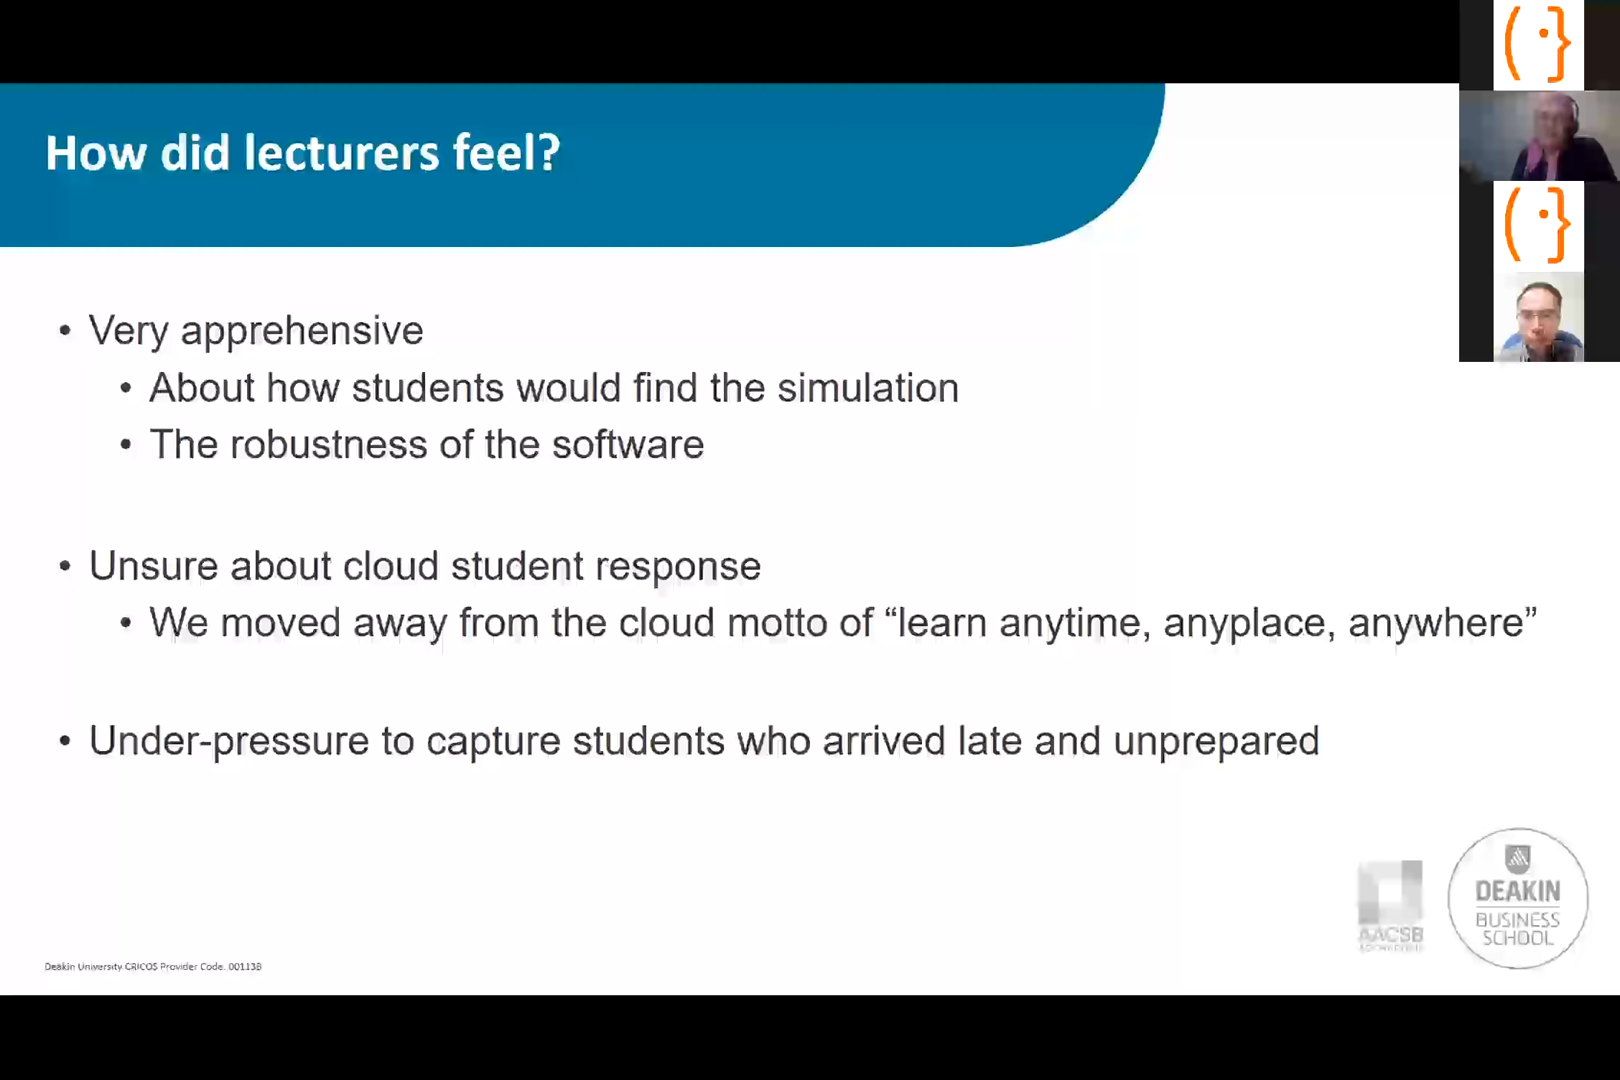 How did lecturers feel?
• Very apprehensive
• About how students would find the simulation
• The robustness of the software
• Unsure about cloud student response
• We moved away from the cloud motto of “learn anytime, anyplace, anywhere”
• Under-pressure to capture students who arrived late and unprepared
AACSB
DEAKIN
BUSINESS
SCHOOL
Deakin University CRICOS Provider Code: 00113B